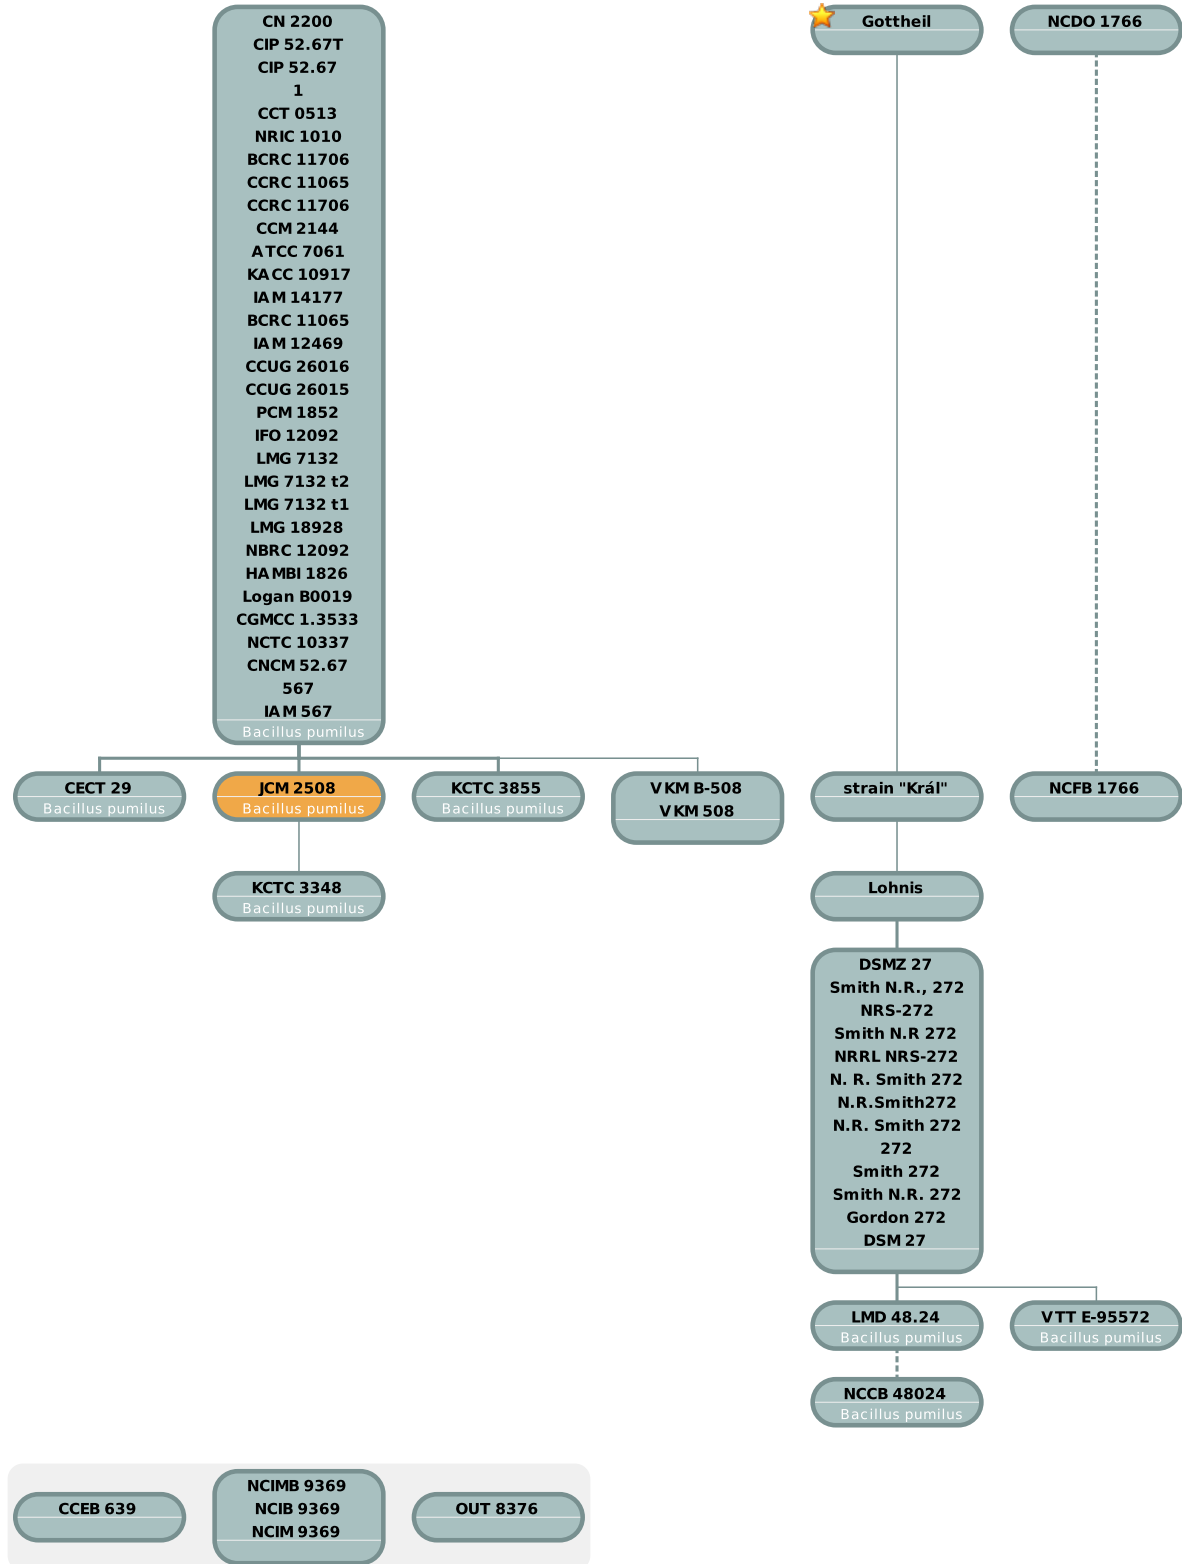 CN 2200
CIP 52.67T
CIP 52.67
1
CCT 0513
NRIC 1010
BCRC 11706
CCRC 11065
CCRC 11706
CCM 2144
ATCC 7061
KACC 10917
IAM 14177
BCRC 11065
IAM 12469
CCUG 26016
CCUG 26015
PCM 1852
IFO 12092
LMG 7132
LMG 7132 t2
LMG 7132 t1
LMG 18928
NBRC 12092
HAMBI 1826
Logan B0019
CGMCC 1.3533
NCTC 10337
CNCM 52.67
567
IAM 567
Bacillus pumilus
Gottheil
NCDO 1766
CECT 29
Bacillus pumilus
JCM 2508
Bacillus pumilus
KCTC 3855
Bacillus pumilus
VKM B-508
VKM 508
strain "Král"
NCFB 1766
KCTC 3348
Bacillus pumilus
Lohnis
DSMZ 27
Smith N.R., 272
NRS-272
Smith N.R 272
NRRL NRS-272
N. R. Smith 272
N.R.Smith272
N.R. Smith 272
272
Smith 272
Smith N.R. 272
Gordon 272
DSM 27
LMD 48.24
Bacillus pumilus
VTT E-95572
Bacillus pumilus
NCCB 48024
Bacillus pumilus
CCEB 639
NCIMB 9369
NCIB 9369
NCIM 9369
OUT 8376